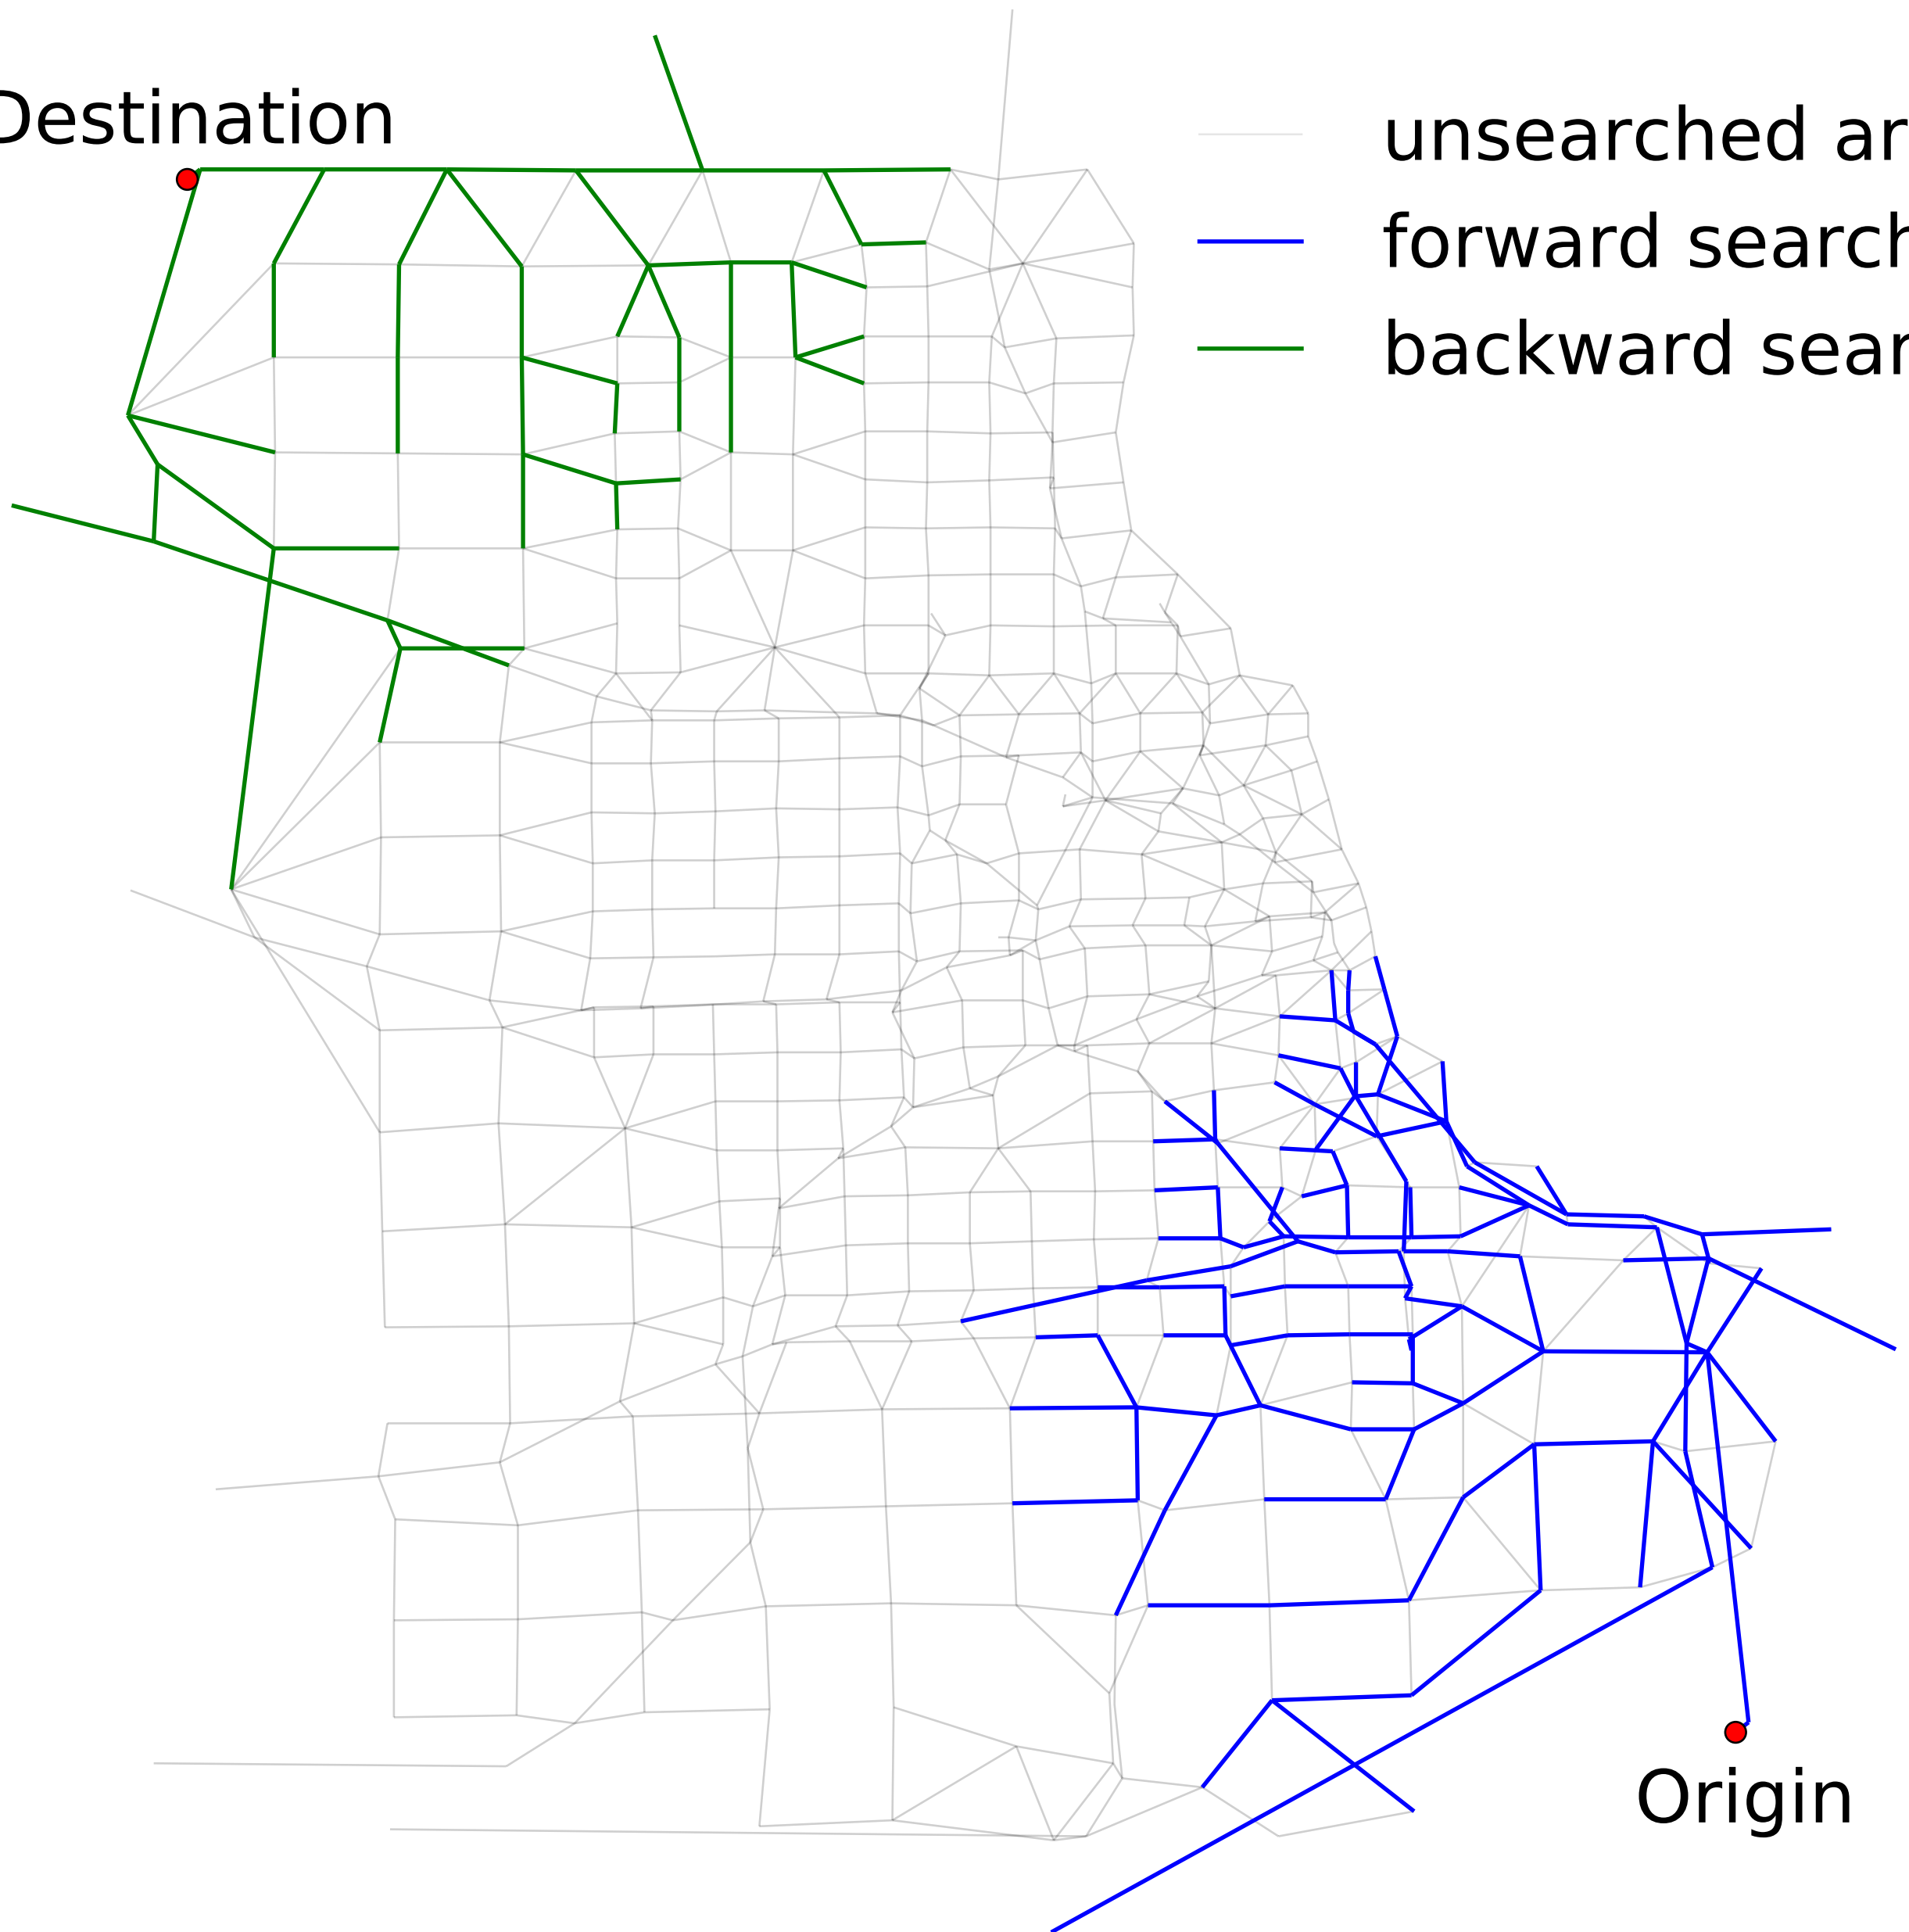 Destination
unsearched ar
forward search
backward sear
Origin